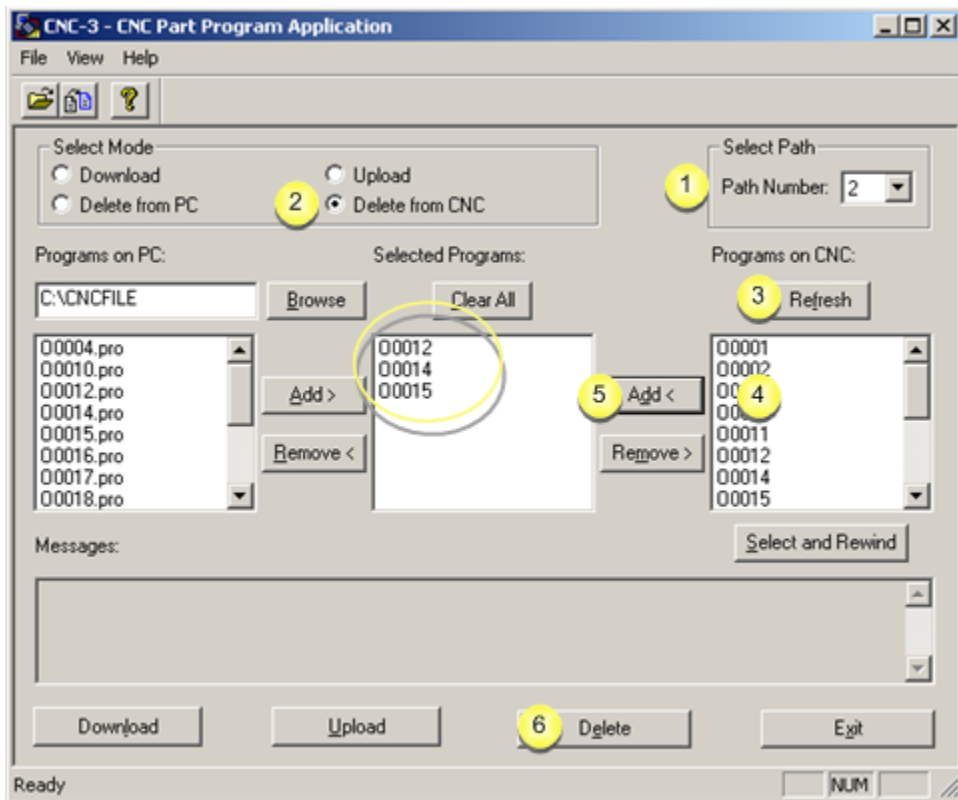 CNC-3 - CNC Part Program Application
File View Help
Select Mode
Download
Upload
Delete from PC
2
Delete from CNC
Select Path
1
Path Number: 2
Programs on PC:
Selected Programs:
Programs on CNC:
C:\CNCFILE
Browse
Clear All
3
Refresh
O0004.pro
O0010.pro
O0012.pro
O0014.pro
O0015.pro
O0016.pro
O0017.pro
O0018.pro
Add >
Remove <
O0012
O0014
O0015
5
Add <
Remove >
O0001
O0002
4
O0011
O0012
O0014
O0015
Select and Rewind
Messages:
Download
Upload
6
Delete
Exit
Ready
NUM